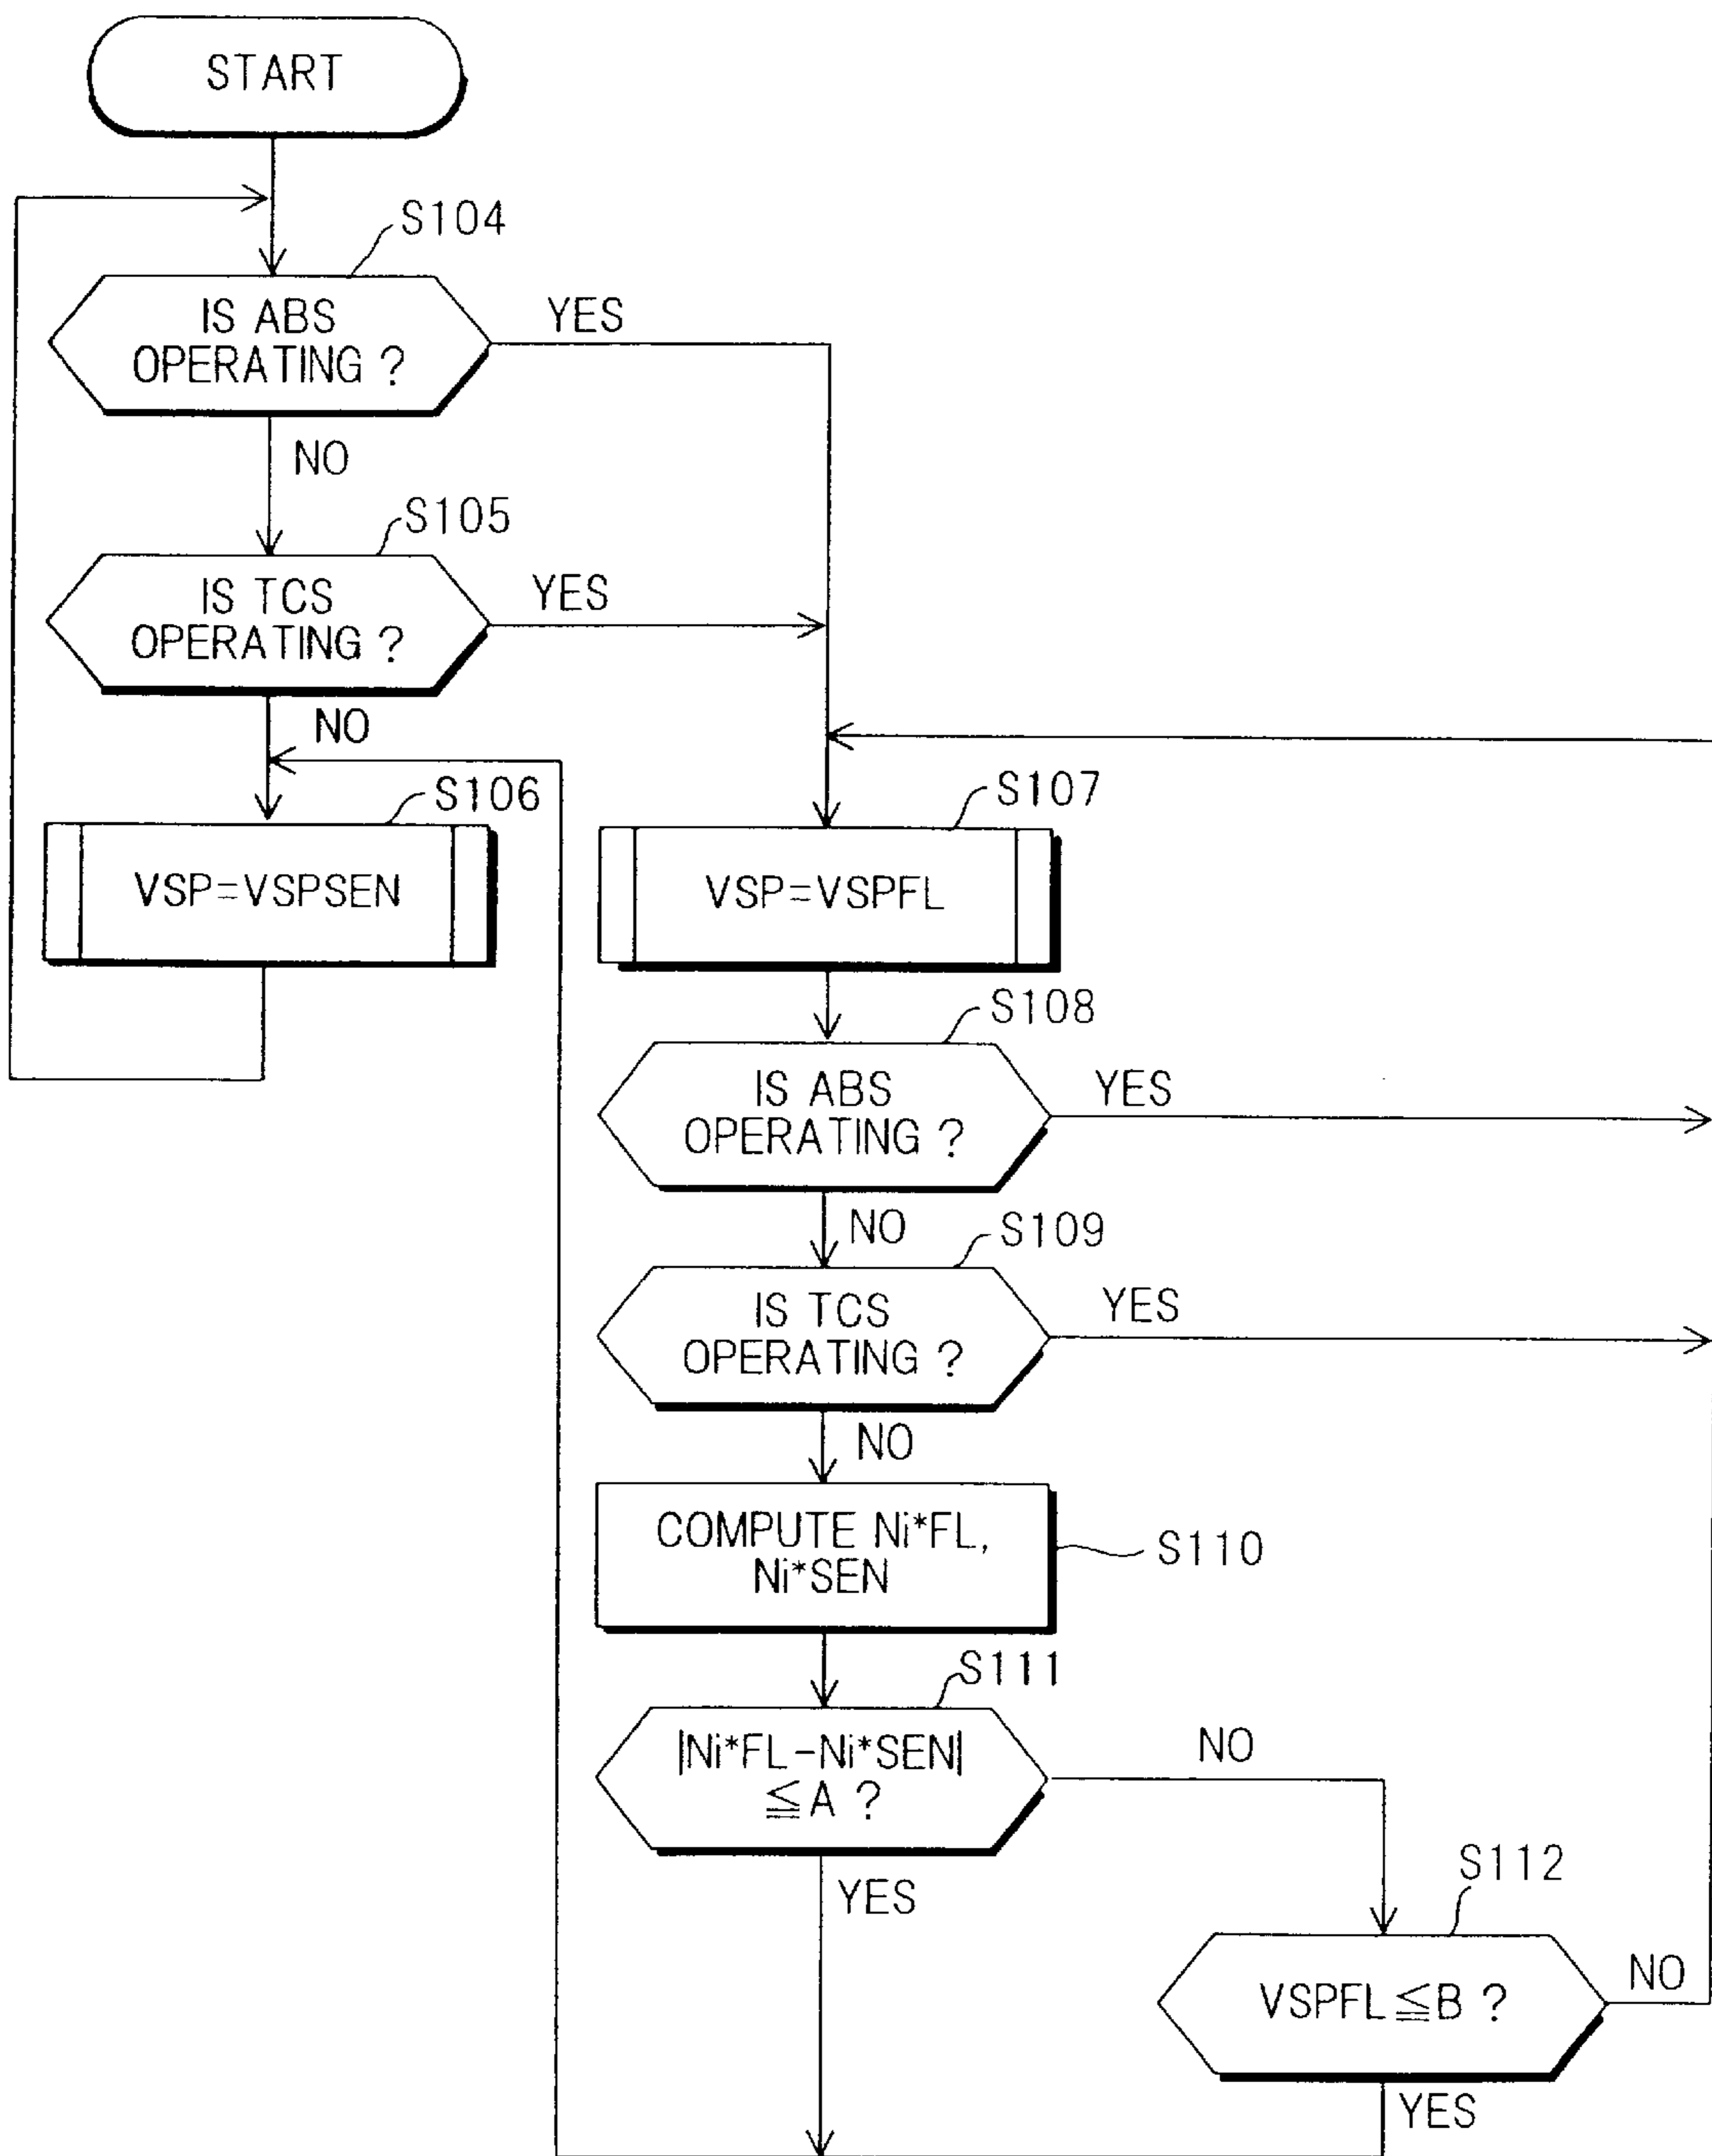 START
S104
IS ABS
OPERATING ?
YES
NO
S105
IS TCS
OPERATING ?
YES
NO
S106
VSP=VSPSEN
S107
VSP=VSPFL
S108
IS ABS
OPERATING ?
YES
NO
S109
IS TCS
OPERATING ?
YES
NO
COMPUTE Ni*FL,
Ni*SEN
S110
S111
|Ni*FL-Ni*SEN|
≦A ?
NO
YES
S112
VSPFL≦B ?
NO
YES